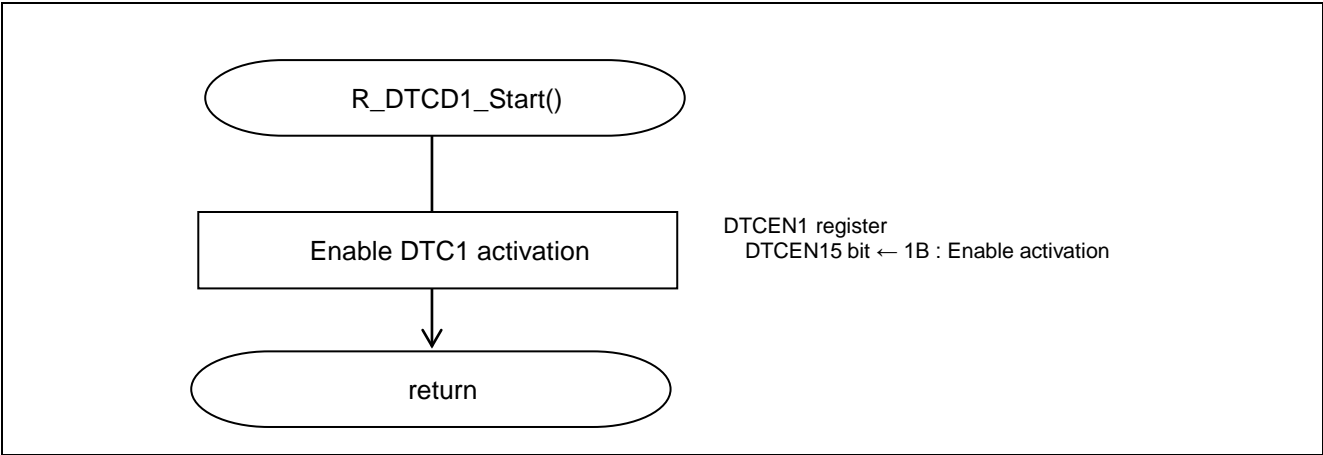 R_DTCD1_Start()
Enable DTC1 activation
DTCEN1 register
DTCEN15 bit ← 1B : Enable activation
return